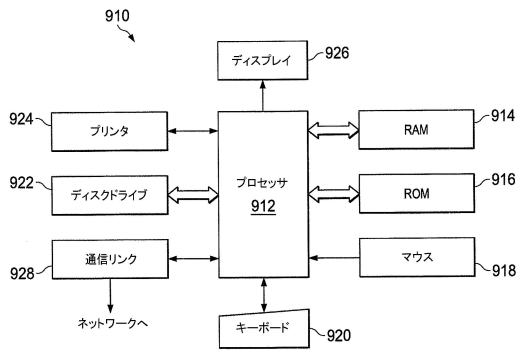 910
ディスプレイ
926
924
プリンタ
RAM
914
922
ディスクドライブ
プロセッサ
912
ROM
916
928
通信リンク
マウス
918
ネットワークへ
キーボード
920